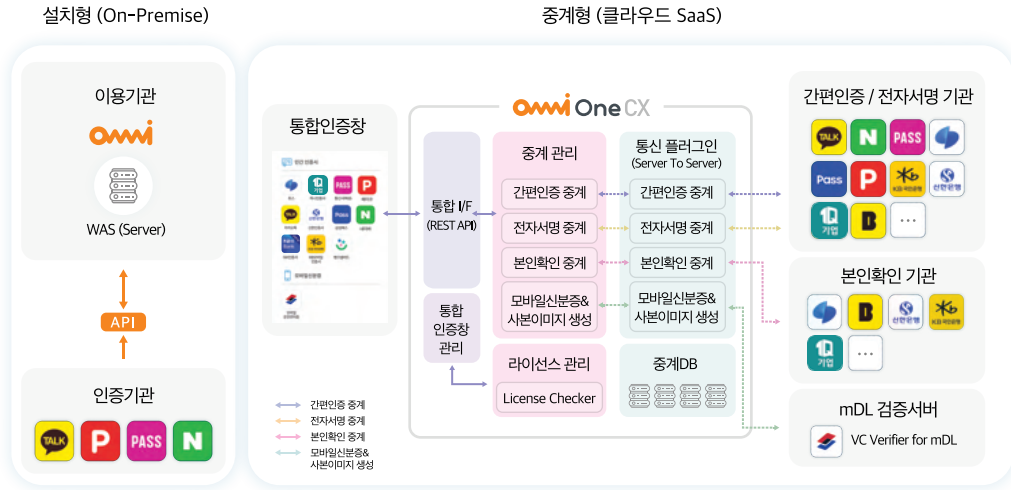 설치형 (On-Premise)
중계형 (클라우드 SaaS)
이용기관
omni
WAS (Server)
API
인증기관
TALK
P
PASS
N
통합인증창
기업
PASS
P
TALK
Pass
N
omni One CX
통합 I/F
(REST API)
통합
인증창
관리
중계 관리
간편인증 중계
전자서명 중계
본인확인 중계
모바일신분증&
사본이미지 생성
라이선스 관리
License Checker
통신 플러그인
(Server To Server)
간편인증 중계
전자서명 중계
본인확인 중계
모바일신분증&
사본이미지 생성
중계DB
간편인증 중계
전자서명 중계
본인확인 중계
모바일신분증&
사본이미지 생성
간편인증 / 전자서명 기관
TALK
N
PASS
Pass
P
KB국민은행
신한은행
기업
B
...
본인확인 기관
B
신한은행
KB국민은행
기업
...
mDL 검증서버
VC Verifier for mDL